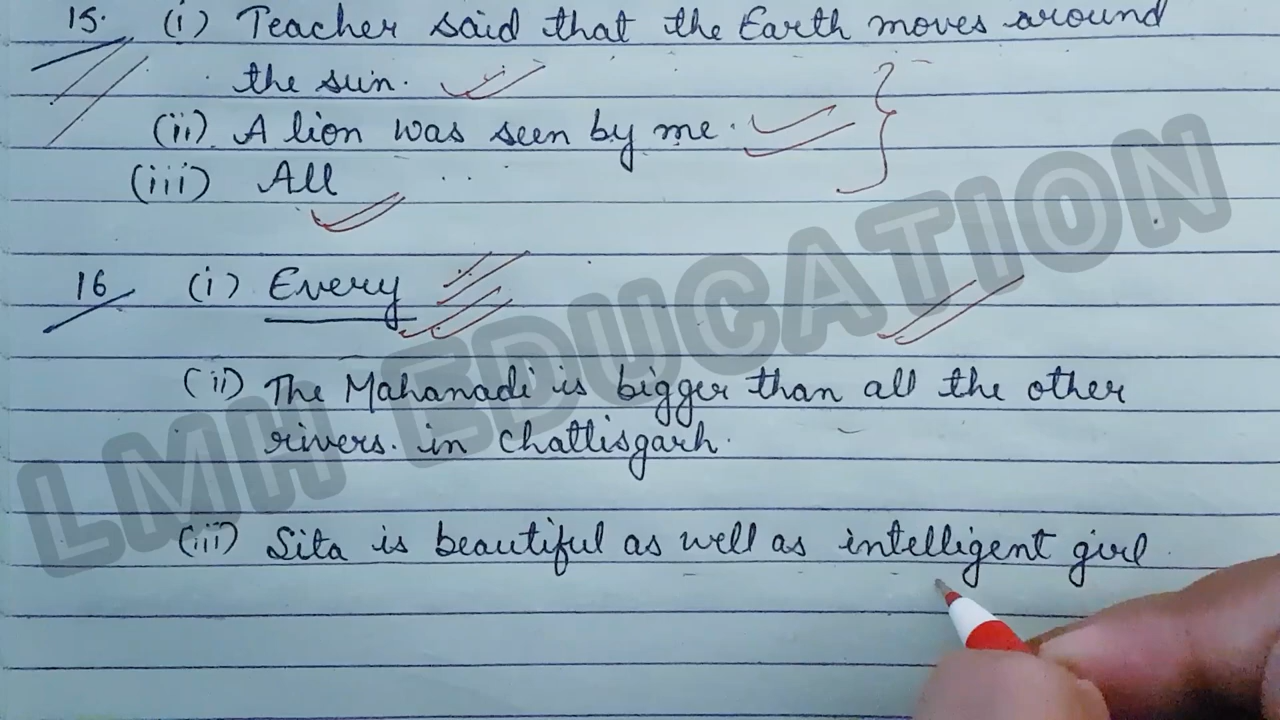 15. (i) Teacher said that the Earth moves around
the sun.
(ii) A lion was seen by me.
(iii) All
16 (i) Every
(ii) The Mahanadi is bigger than all the other
rivers. in Chattisgarh.
(iii) Sita is beautiful as well as intelligent girl.
LMH EDUCATION